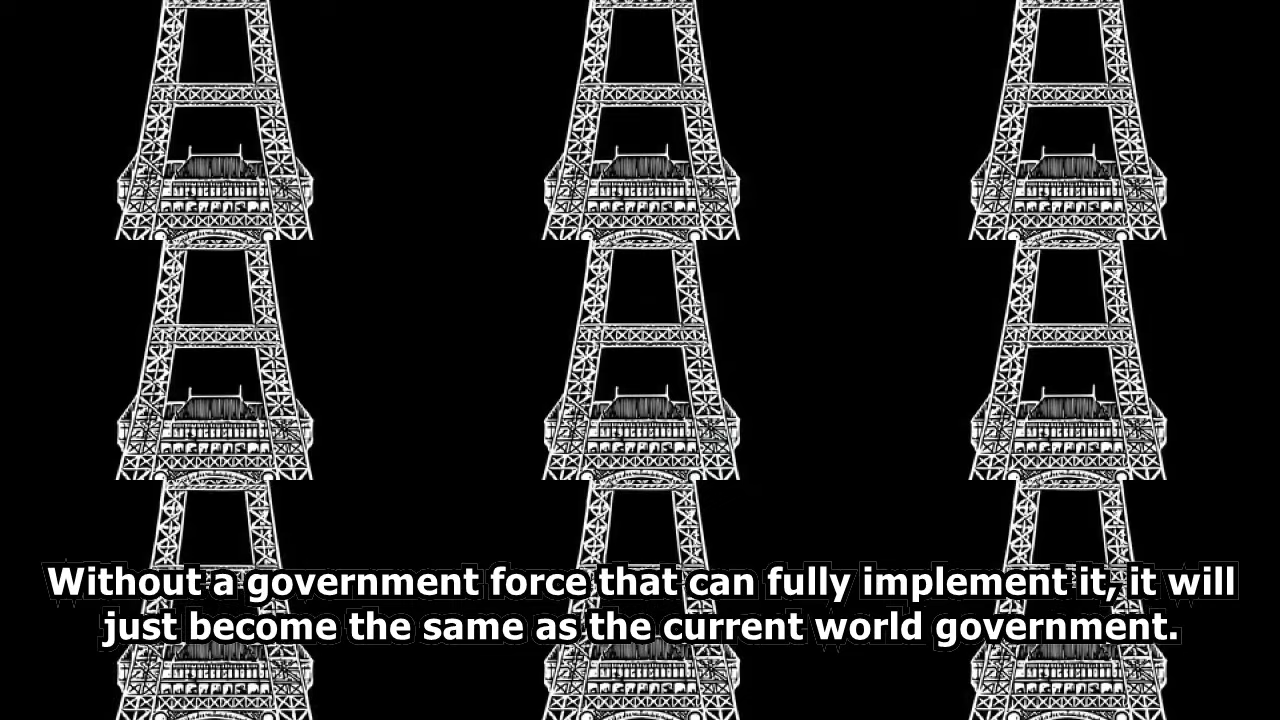 Without a government force that can fully implement it, it will
just become the same as the current world government.